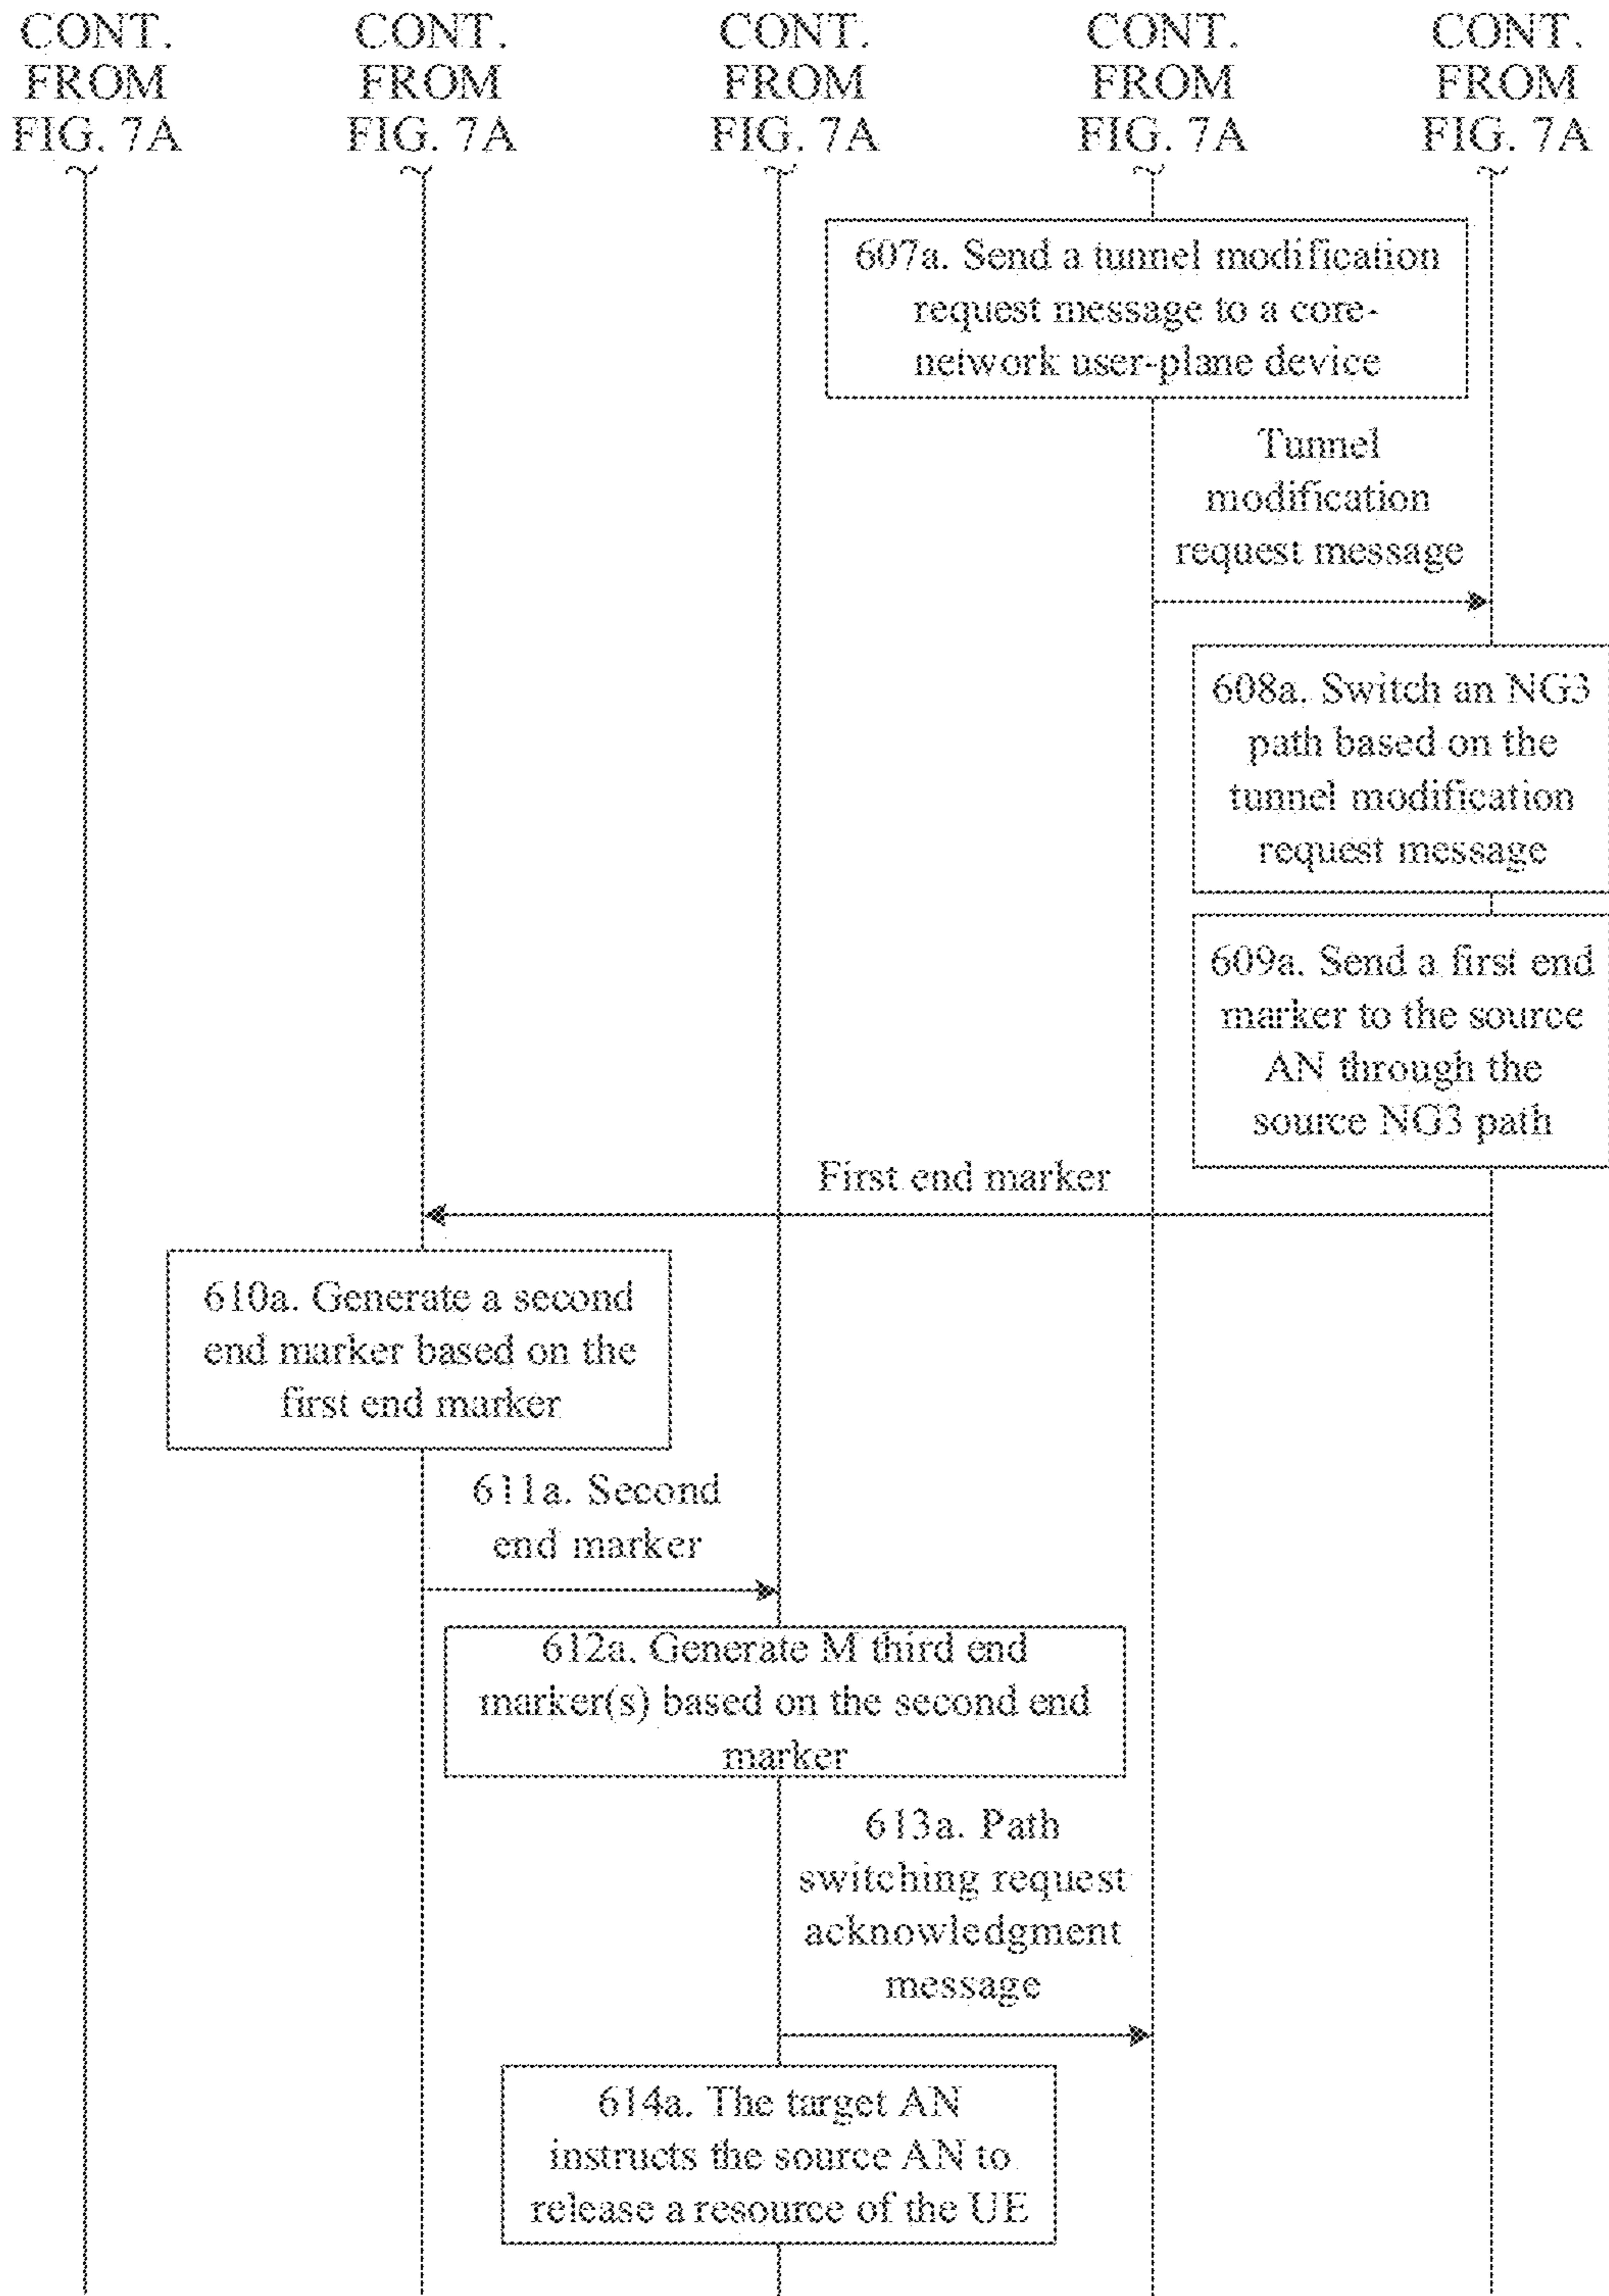 CONT. FROM FIG. 7A
CONT. FROM FIG. 7A
CONT. FROM FIG. 7A
CONT. FROM FIG. 7A
CONT. FROM FIG. 7A
607a. Send a tunnel modification
request message to a core-
network user-plane device
Tunnel
modification
request message
608a. Switch an NG3
path based on the
tunnel modification
request message
609a. Send a first end
marker to the source
AN through the
source NG3 path
First end marker
610a. Generate a second
end marker based on the
first end marker
611a. Second
end marker
612a. Generate M third end
marker(s) based on the second end
marker
613a. Path
switching request
acknowledgment
message
614a. The target AN
instructs the source AN to
release a resource of the UE